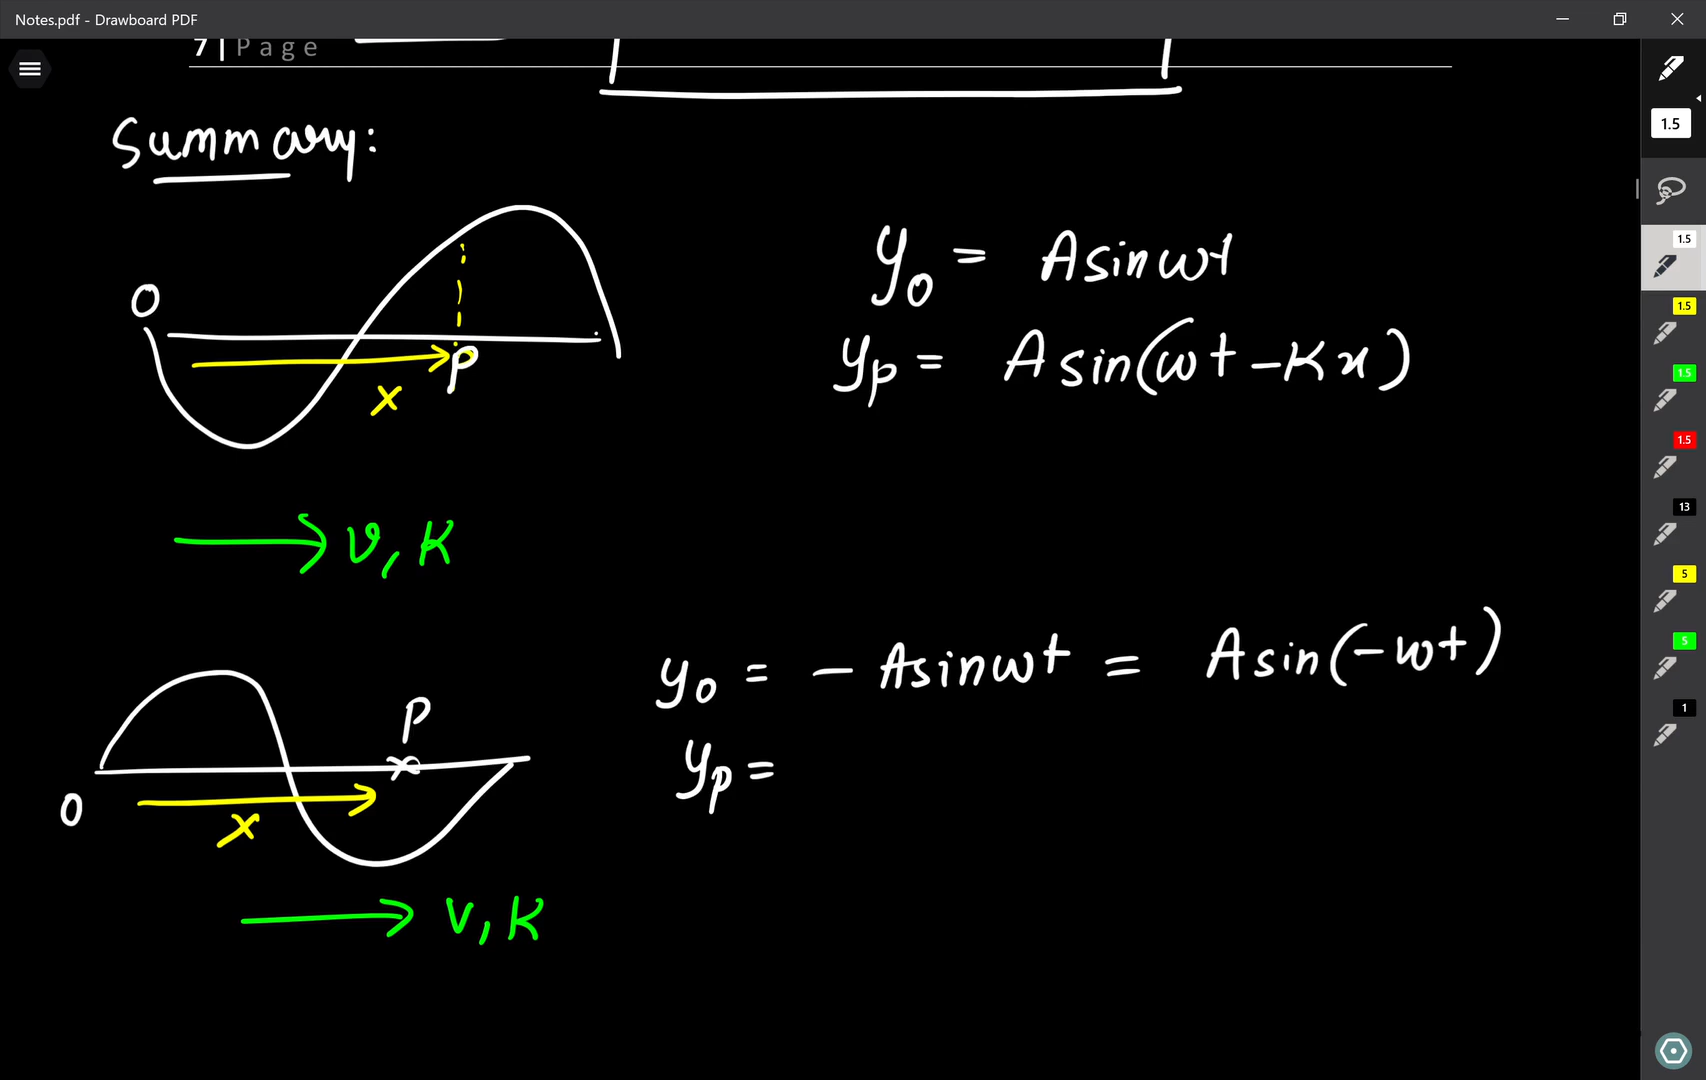 Notes.pdf - Drawboard PDF
7 | Page
Summary:
O
P
x
y₀ = A sin ωt
yₚ = A sin(ωt - Kx)
v, K
P
O
x
y₀ = - A sin ωt = A sin(- ωt)
yₚ =
v, K
1.5
1.5
1.5
1.5
1.5
13
5
5
1